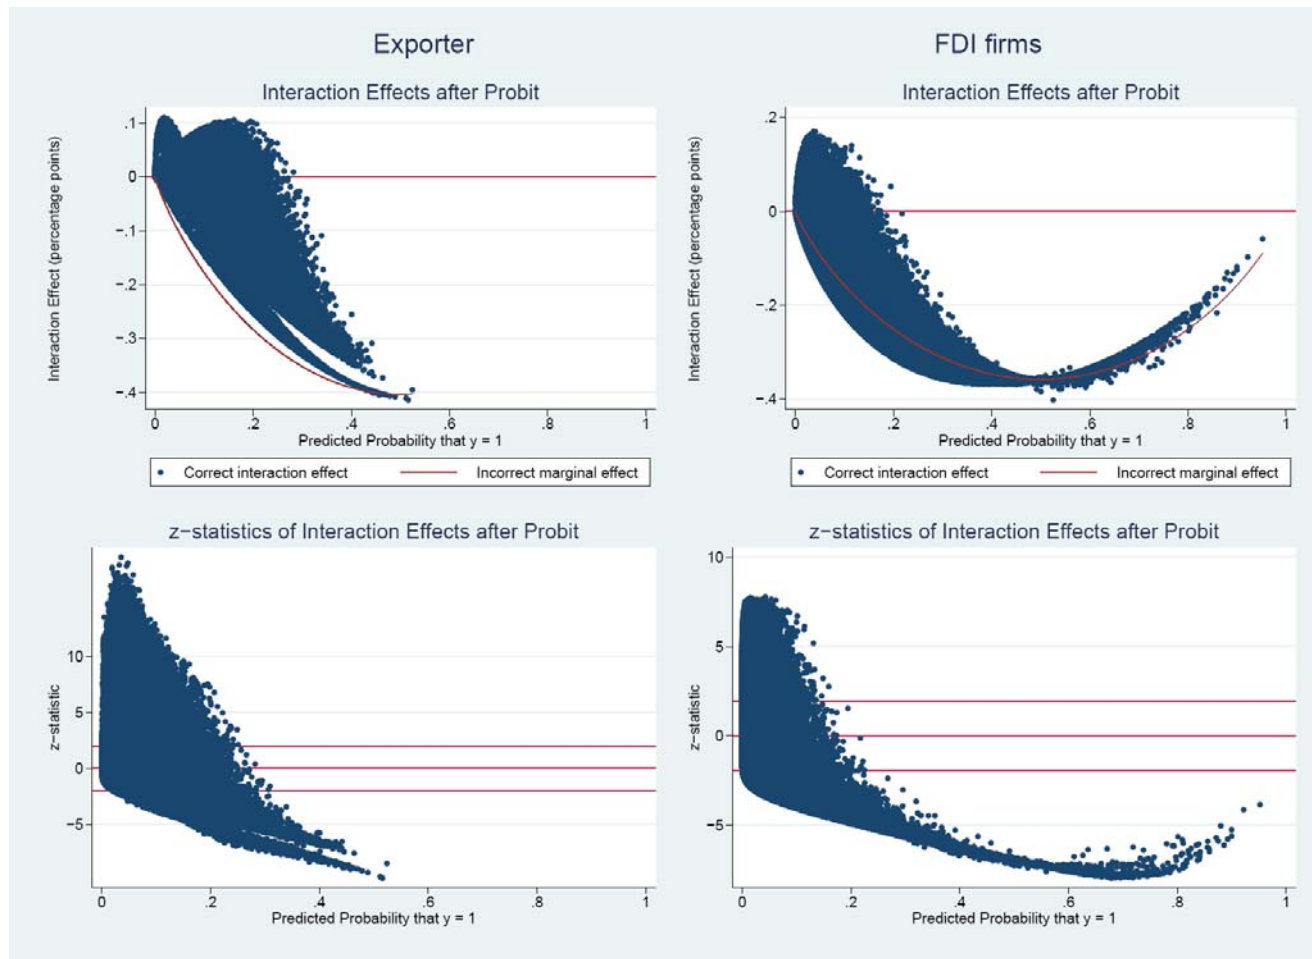 Exporter
FDI firms
Interaction Effects after Probit
Interaction Effect (percentage points)
.1
0
−.1
−.2
−.3
−.4
0
.2
.4
.6
.8
1
Predicted Probability that y = 1
Correct interaction effect
Incorrect marginal effect
Interaction Effects after Probit
Interaction Effect (percentage points)
.2
0
−.2
−.4
0
.2
.4
.6
.8
1
Predicted Probability that y = 1
Correct interaction effect
Incorrect marginal effect
z−statistics of Interaction Effects after Probit
z−statistic
10
5
0
−5
0
.2
.4
.6
.8
1
Predicted Probability that y = 1
z−statistics of Interaction Effects after Probit
z−statistic
10
5
0
−5
0
.2
.4
.6
.8
1
Predicted Probability that y = 1